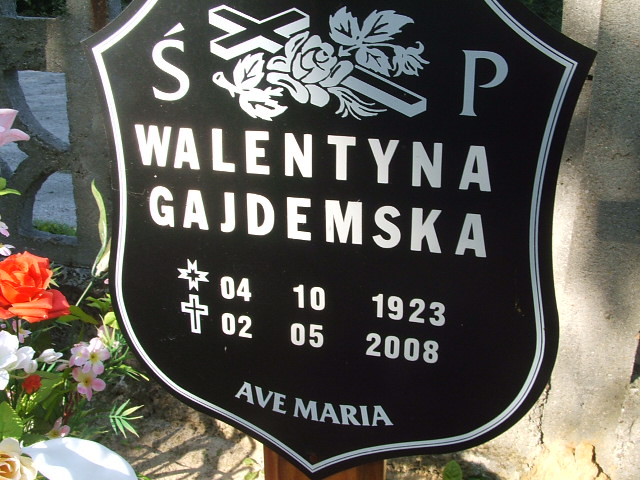 Ś P
WALENTYNA
GAJDEMSKA
04 10 1923
02 05 2008
AVE MARIA